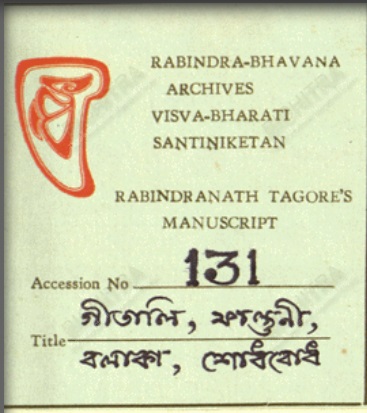 RABINDRA-BHAVANA
ARCHIVES
VISVA-BHARATI
SANTINIKETAN
RABINDRANATH TAGORE'S
MANUSCRIPT
Accession No 131
গীতালি, ফাল্গুনী,
Title
বলাকা, শোধবোধ